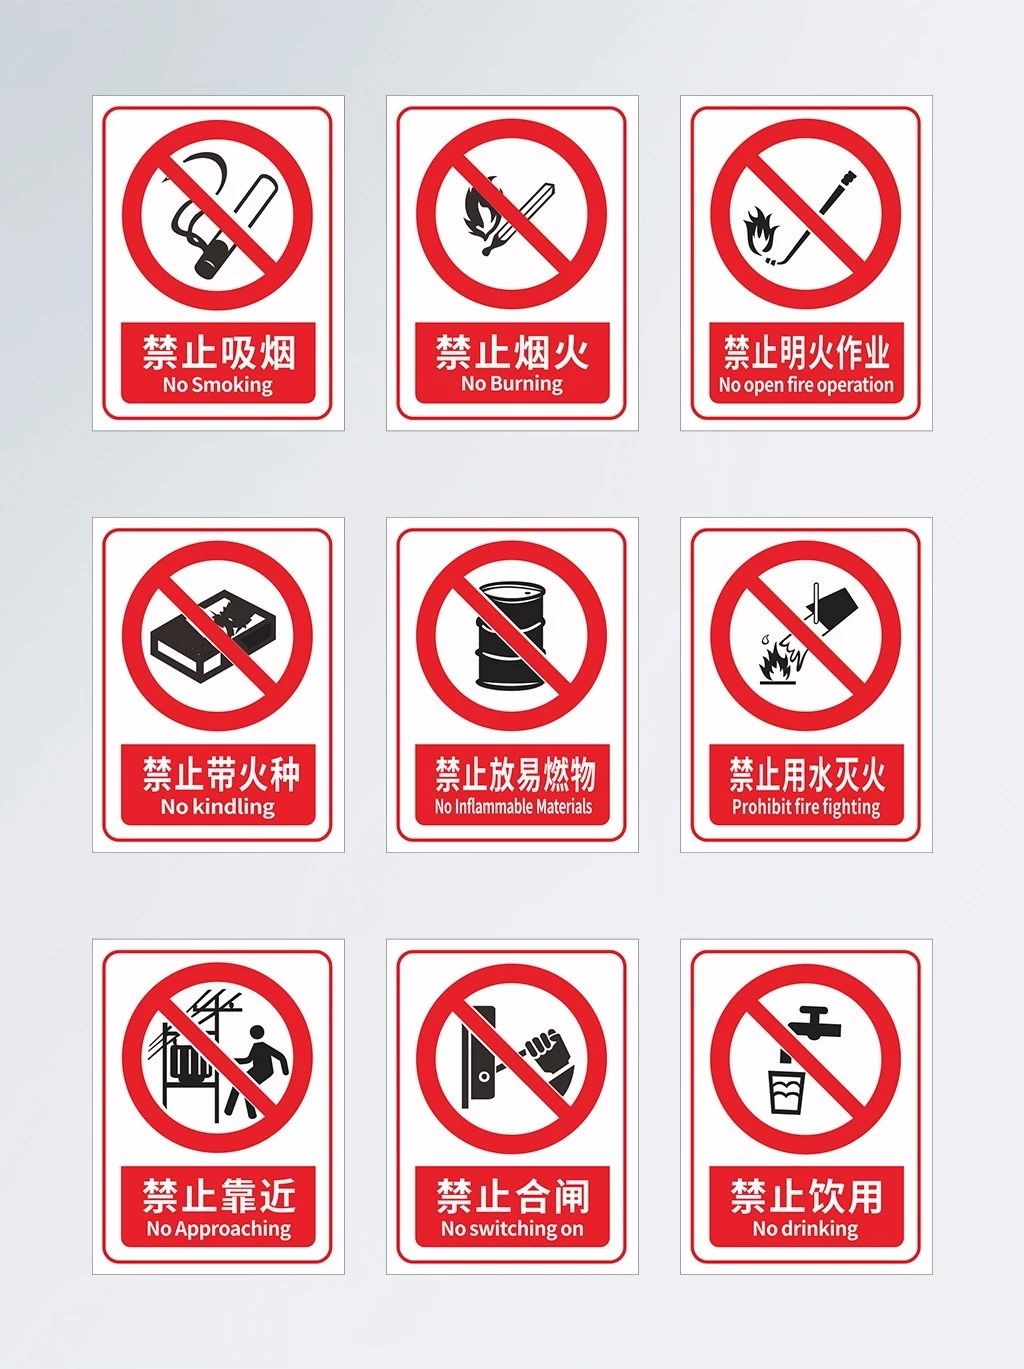 禁止吸烟
No Smoking
禁止烟火
No Burning
禁止明火作业
No open fire operation
禁止带火种
No kindling
禁止放易燃物
No Inflammable Materials
禁止用水灭火
Prohibit fire fighting
禁止靠近
No Approaching
禁止合闸
No switching on
禁止饮用
No drinking